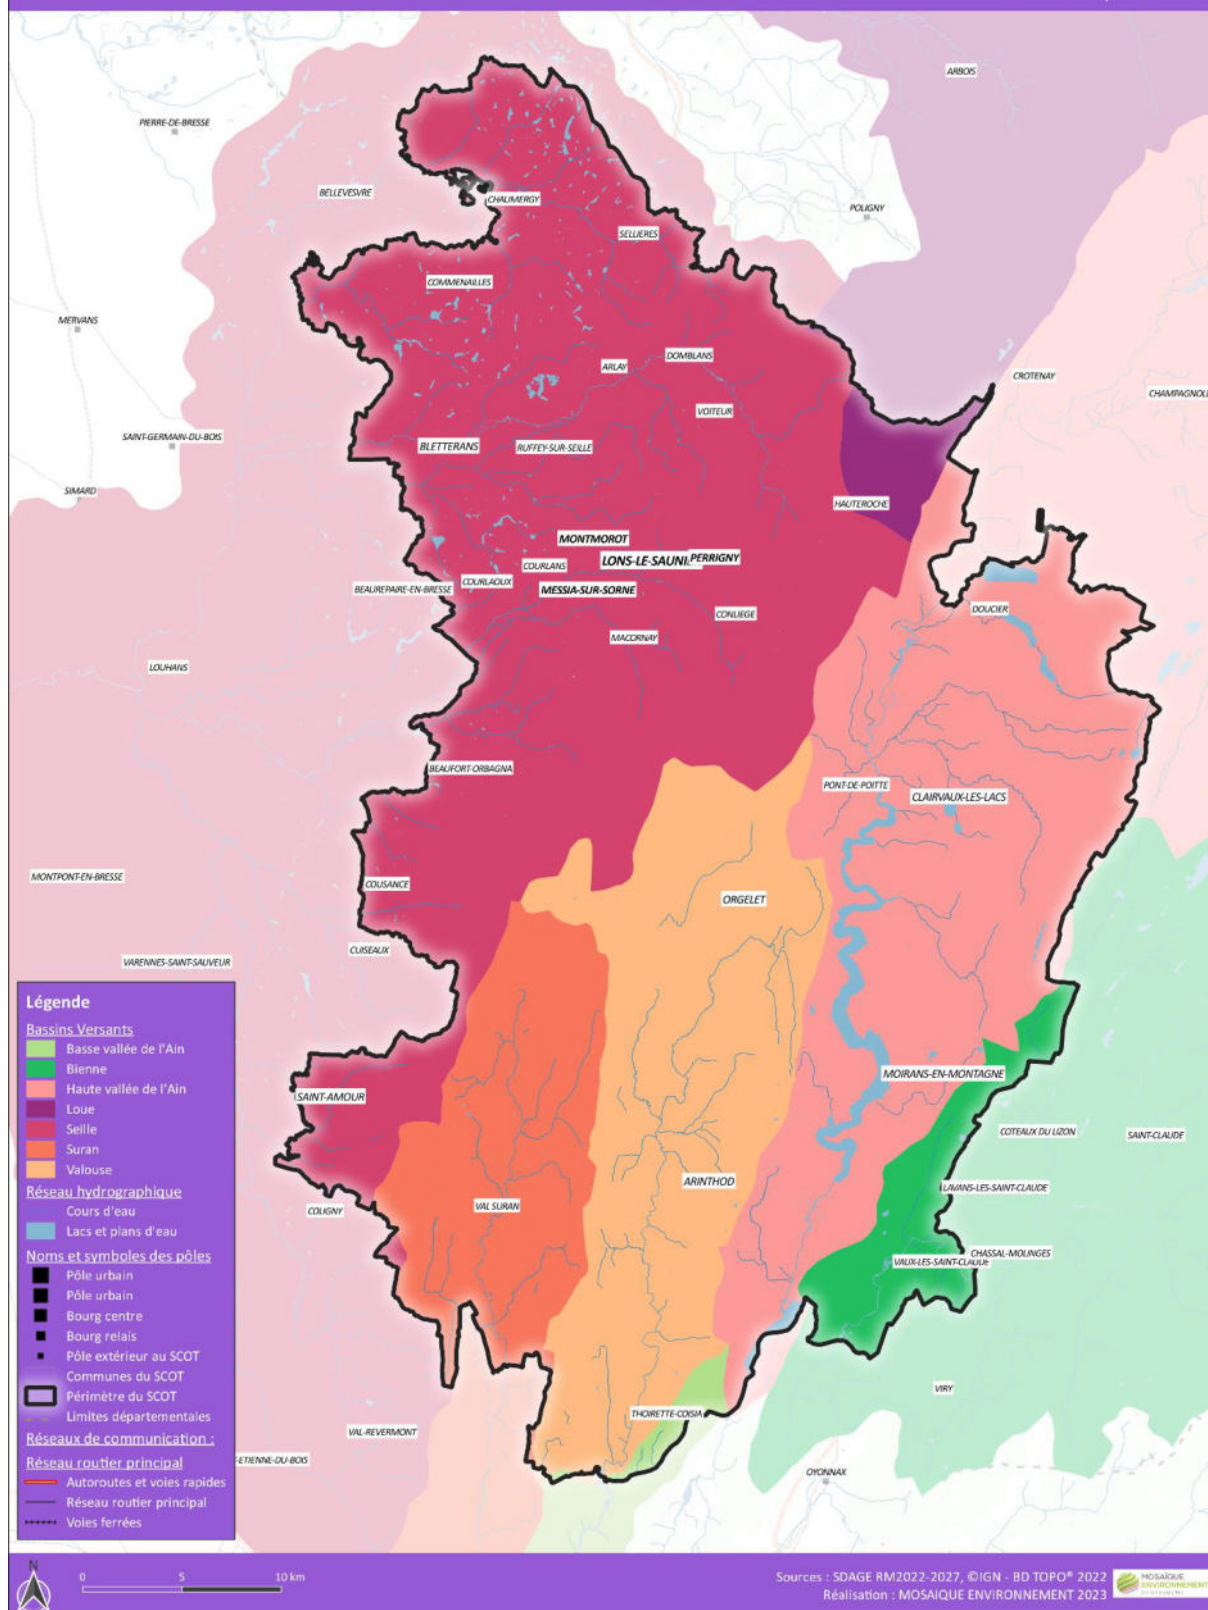 ARBOIS
PIERRE-DE-BRESSE
BELLEVESVRE
CHAUMERGY
POLIGNY
SELLIERES
COMMENAILLES
MERVANS
DOMBLANS
ARLAY
CROTENAY
CHAMPAGNOL
VOITEUR
SAINT-GERMAIN-DU-BOIS
BLETTERANS
RUFFEY-SUR-SEILLE
SIMARD
HAUTEROCHE
MONTMOROT
LONS-LE-SAUNI
PERRIGNY
COURLANS
COURLAOUX
BEAUREPAIRE-EN-BRESSE
MESSIA-SUR-SORNE
DOUCIER
CONLIEGE
MACORNAY
LOUHANS
BEAUFORT-ORBAGNA
PONT-DE-POITTE
CLAIRVAUX-LES-LACS
MONTPONT-EN-BRESSE
COUSANCE
ORGELET
CUISEAUX
VARENNES-SAINT-SAUVEUR
MOIRANS-EN-MONTAGNE
SAINT-AMOUR
COTEAUX DU LIZON
SAINT-CLAUDE
ARINTHOD
LAVANS-LES-SAINT-CLAUDE
COLIGNY
VAL SURAN
CHASSAL-MOLINGES
VAUX-LES-SAINT-CLAUDE
VIRY
THOIRETTE-COISIA
VAL-REVERMONT
-ETIENNE-DU-BOIS
OYONNAX
Légende
Bassins Versants
Basse vallée de l'Ain
Bienne
Haute vallée de l'Ain
Loue
Seille
Suran
Valouse
Réseau hydrographique
Cours d'eau
Lacs et plans d'eau
Noms et symboles des pôles
Pôle urbain
Pôle urbain
Bourg centre
Bourg relais
Pôle extérieur au SCOT
Communes du SCOT
Périmètre du SCOT
Limites départementales
Réseaux de communication :
Réseau routier principal
Autoroutes et voies rapides
Réseau routier principal
Voies ferrées
N
0 5 10 km
Sources : SDAGE RM2022-2027, ©IGN - BD TOPO® 2022
Réalisation : MOSAIQUE ENVIRONNEMENT 2023
MOSAÏQUE
ENVIRONNEMENT